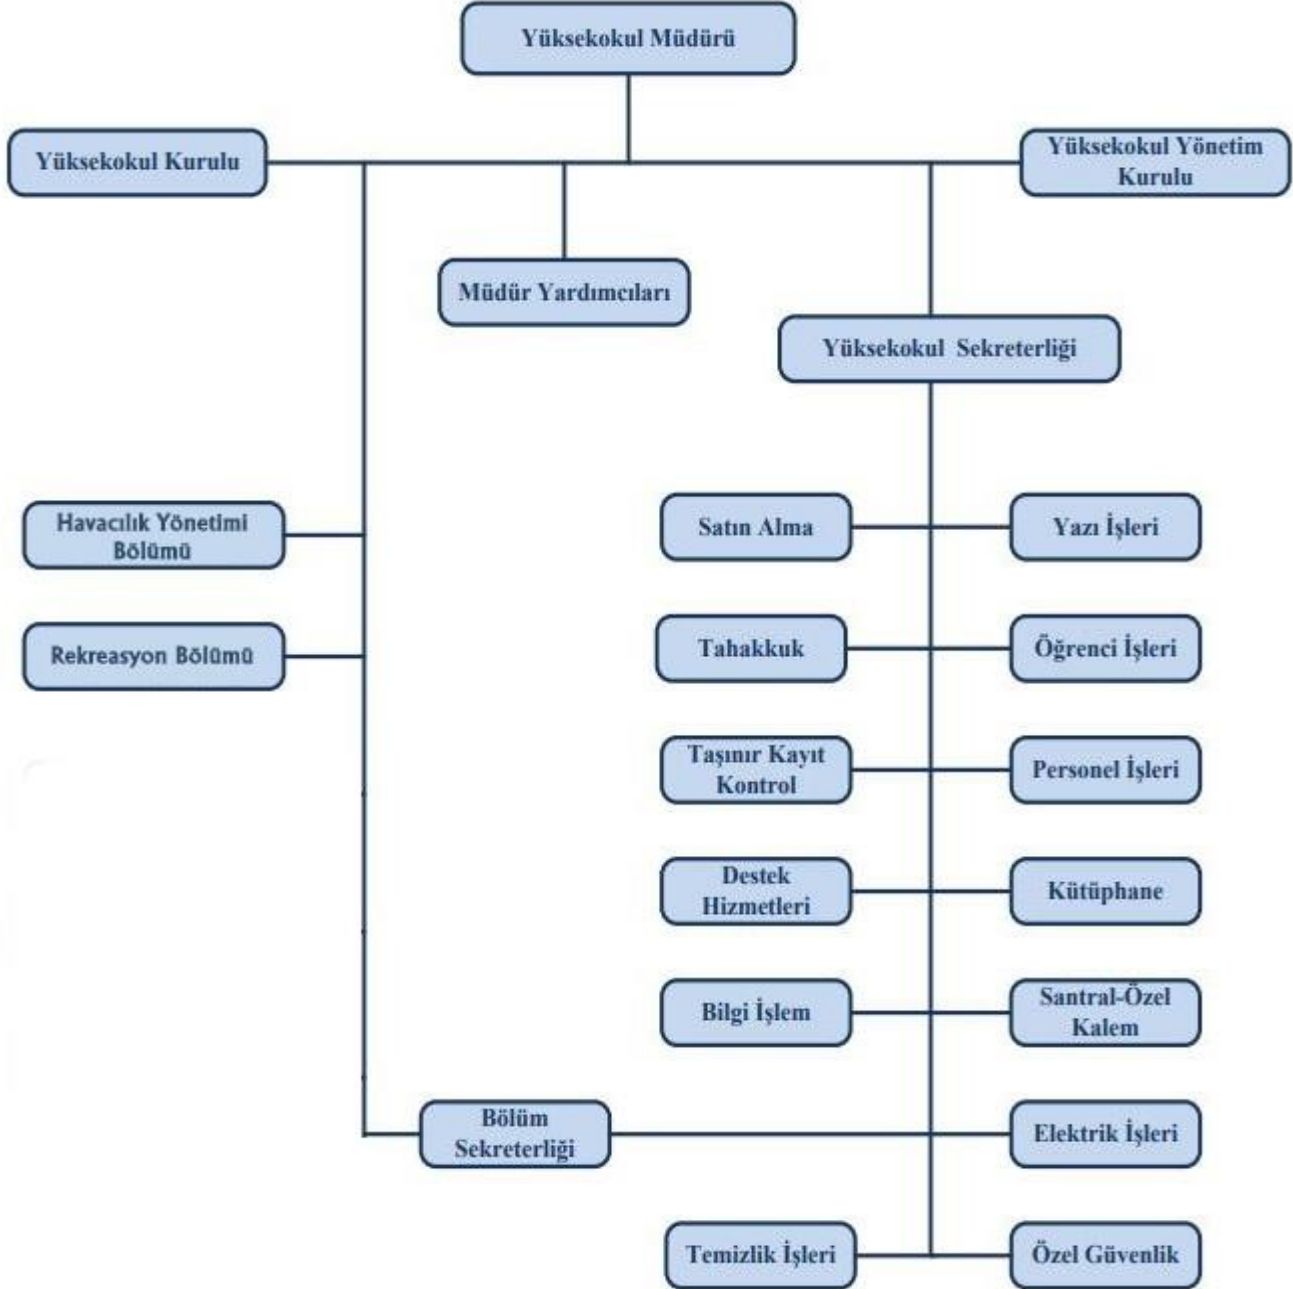 Yüksekokul Müdürü
Yüksekokul Kurulu
Yüksekokul Yönetim
Kurulu
Müdür Yardımcıları
Yüksekokul Sekreterliği
Havacılık Yönetimi
Bölümü
Satın Alma
Yazı İşleri
Rekreasyon Bölümü
Tahakkuk
Öğrenci İşleri
Taşınır Kayıt
Kontrol
Personel İşleri
Destek
Hizmetleri
Kütüphane
Bilgi İşlem
Santral-Özel
Kalem
Bölüm
Sekreterliği
Elektrik İşleri
Temizlik İşleri
Özel Güvenlik